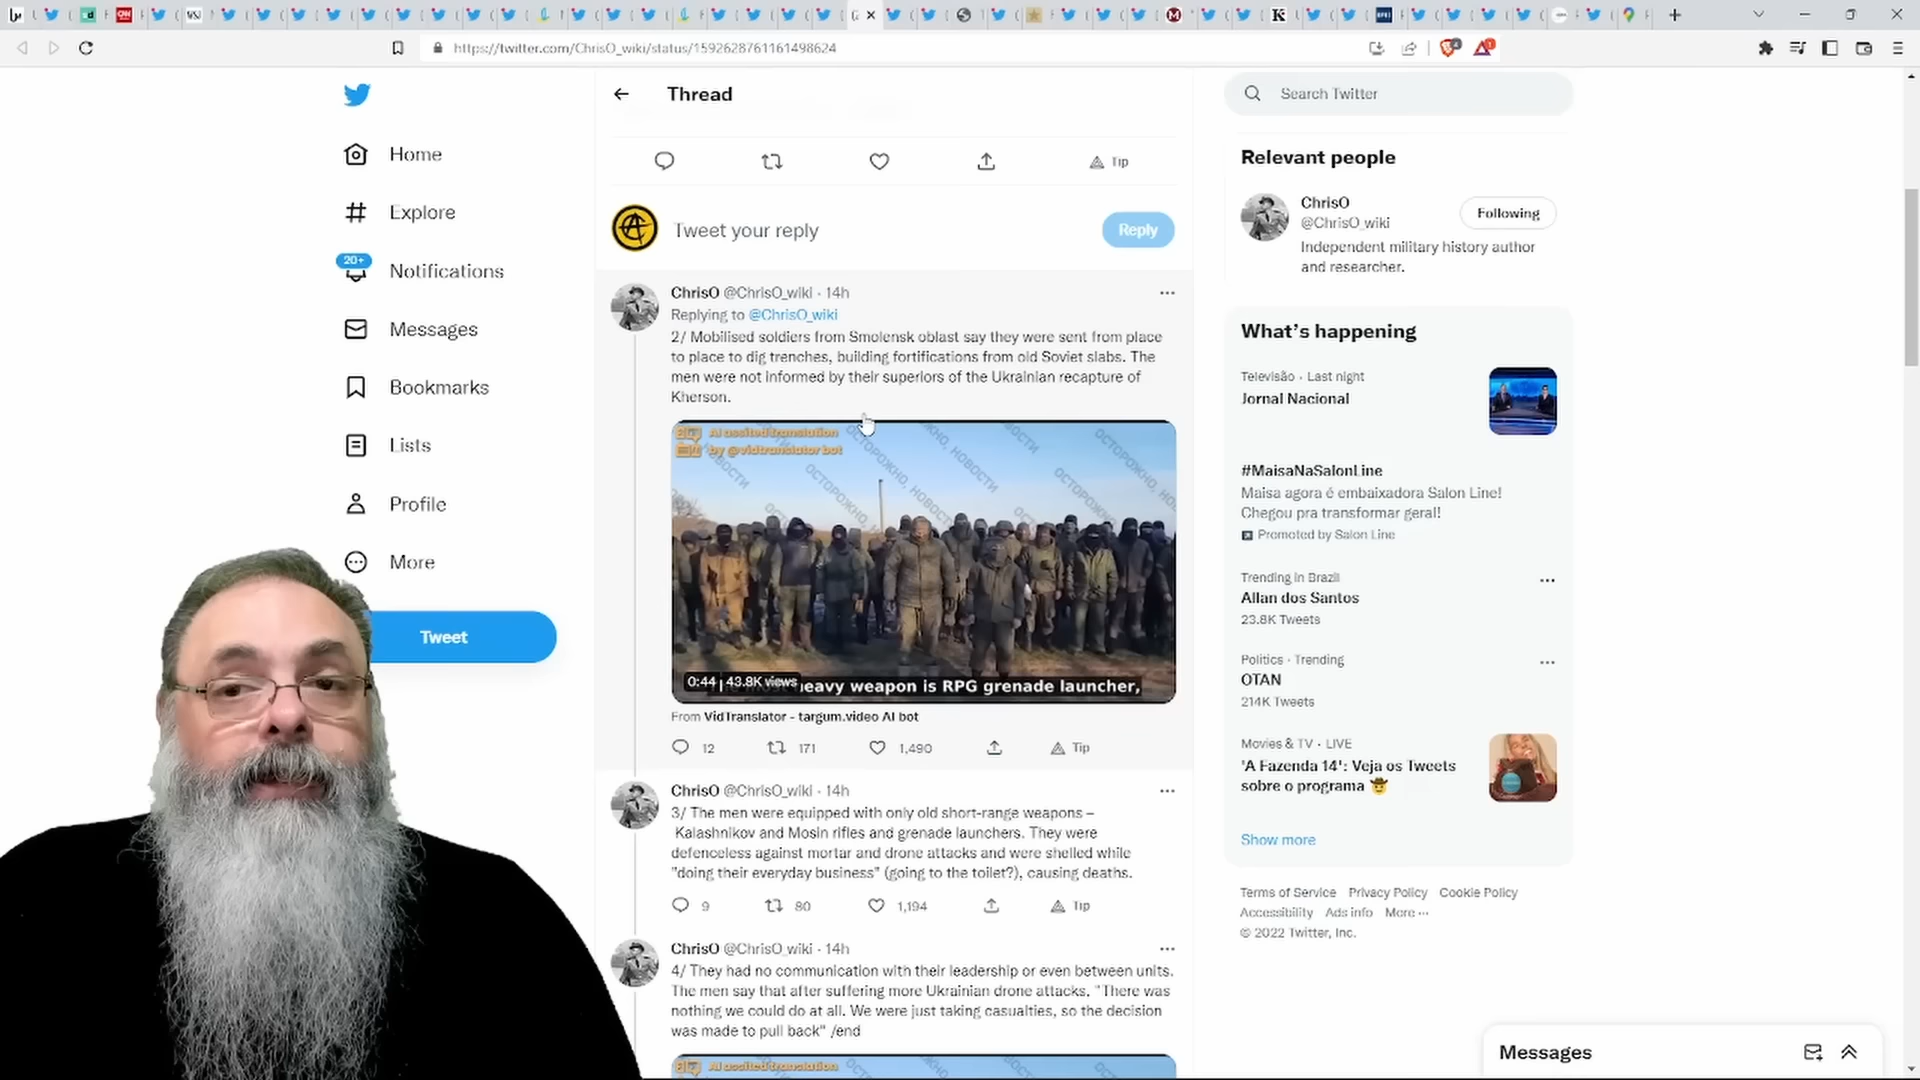 https://twitter.com/ChrisO_wiki/status/1592628761161498624
Home
Explore
20+
Notifications
Messages
Bookmarks
Lists
Profile
More
Tweet
Thread
Tip
Tweet your reply
Reply
ChrisO @ChrisO_wiki · 14h
Replying to @ChrisO_wiki
2/ Mobilised soldiers from Smolensk oblast say they were sent from place
to place to dig trenches, building fortifications from old Soviet slabs. The
men were not informed by their superiors of the Ukrainian recapture of
Kherson.
AI assited translation
by @vidtranslator bot
ОСТОРОЖНО, НОВОСТИ
0:44 43.8K views
heavy weapon is RPG grenade launcher,
From VidTranslator - targum.video AI bot
12 171 1,490 Tip
ChrisO @ChrisO_wiki · 14h
3/ The men were equipped with only old short-range weapons –
Kalashnikov and Mosin rifles and grenade launchers. They were
defenceless against mortar and drone attacks and were shelled while
"doing their everyday business" (going to the toilet?), causing deaths.
9 80 1,194 Tip
ChrisO @ChrisO_wiki · 14h
4/ They had no communication with their leadership or even between units.
The men say that after suffering more Ukrainian drone attacks, "There was
nothing we could do at all. We were just taking casualties, so the decision
was made to pull back" /end
AI assited translation
Search Twitter
Relevant people
ChrisO
@ChrisO_wiki
Following
Independent military history author
and researcher.
What's happening
Televisão · Last night
Jornal Nacional
#MaisaNaSalonLine
Maisa agora é embaixadora Salon Line!
Chegou pra transformar geral!
Promoted by Salon Line
Trending in Brazil
Allan dos Santos
23.8K Tweets
Politics · Trending
OTAN
214K Tweets
Movies & TV · LIVE
'A Fazenda 14': Veja os Tweets
sobre o programa 🤠
Show more
Terms of Service Privacy Policy Cookie Policy
Accessibility Ads info More ···
© 2022 Twitter, Inc.
Messages